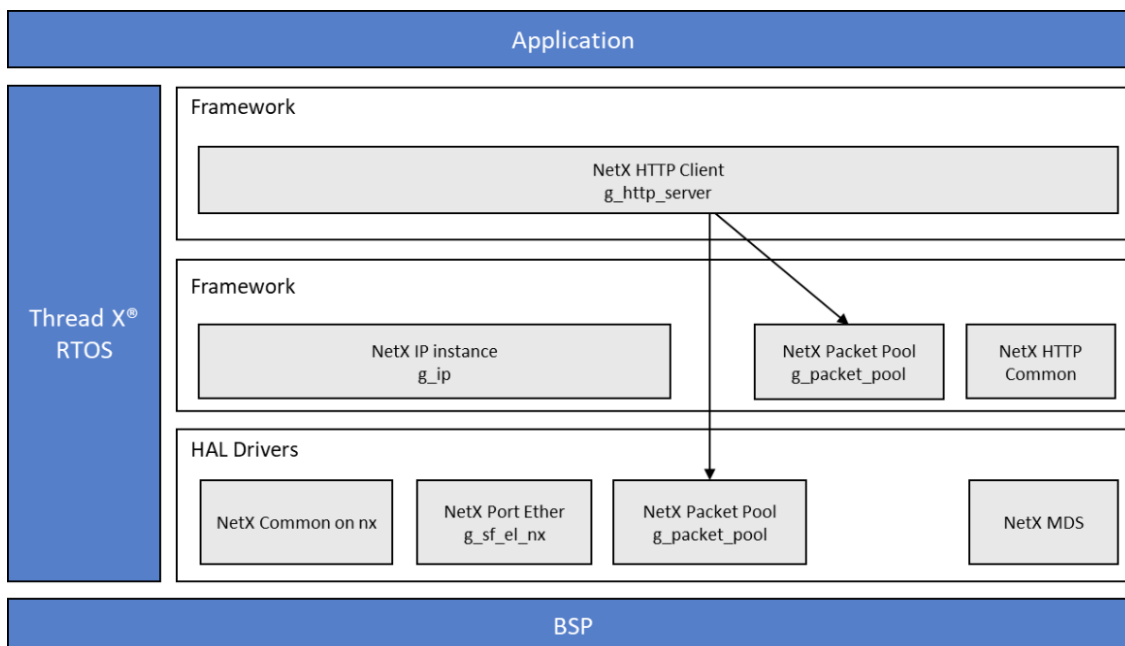 Application
Thread X®
RTOS
Framework
NetX HTTP Client
g_http_server
Framework
NetX IP instance
g_ip
NetX Packet Pool
g_packet_pool
NetX HTTP
Common
HAL Drivers
NetX Common on nx
NetX Port Ether
g_sf_el_nx
NetX Packet Pool
g_packet_pool
NetX MDS
BSP